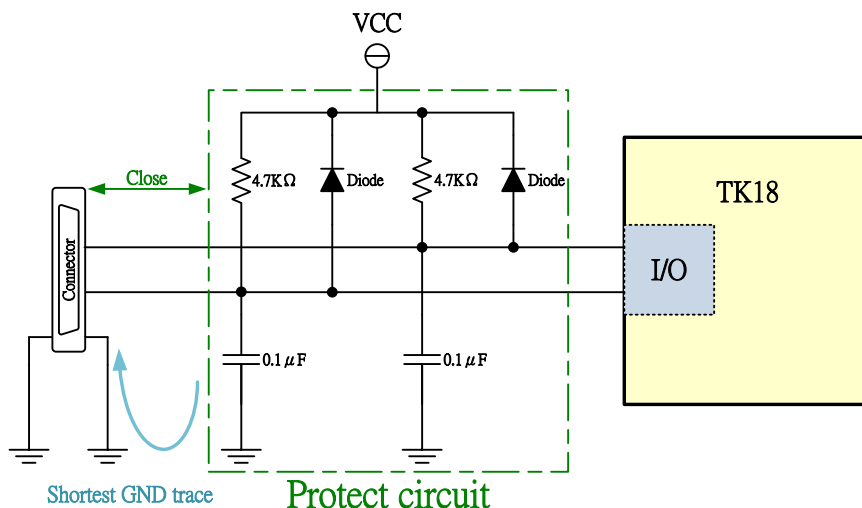 VCC
Close
4.7KΩ
Diode
4.7KΩ
Diode
TK18
Connector
I/O
0.1μF
0.1μF
Shortest GND trace
Protect circuit